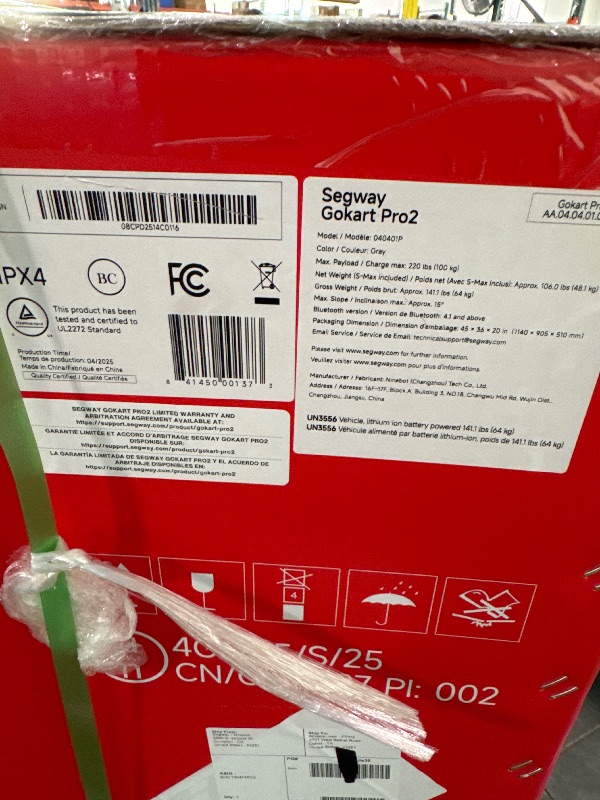 SN
08CPD2514C0116
IPX4
BC
FC
This product has been
tested and certified to
UL2272 Standard
Production Time/
Temps de production: 04/2025
Made in China/Fabriqué en Chine
Quality Certified / Qualité Certifiée
8 41450 00137 3
SEGWAY GOKART PRO2 LIMITED WARRANTY AND
ARBITRATION AGREEMENT AVAILABLE AT:
https://support.segway.com/product/gokart-pro2
GARANTIE LIMITÉE ET ACCORD D'ARBITRAGE SEGWAY GOKART PRO2
DISPONIBLE SUR:
https://support.segway.com/product/gokart-pro2
LA GARANTÍA LIMITADA DE SEGWAY GOKART PRO2 Y EL ACUERDO DE
ARBITRAJE DISPONIBLES EN:
https://support.segway.com/product/gokart-pro2
Segway
Gokart Pro2
Gokart Pr
AA.04.04.01.0
Model / Modèle: 040401P
Color / Couleur: Gray
Max. Payload / Charge max: 220 lbs (100 kg)
Net Weight (S-Max included) / Poids net (Avec S-Max Inclus): Approx. 106.0 lbs (48.1 kg)
Gross Weight / Poids brut: Approx. 141.1 lbs (64 kg)
Max. Slope / Inclinaison max.: Approx. 15°
Bluetooth version / Version de Bluetooth: 4.1 and above
Packaging Dimension / Dimension d'embalage: 45 × 36 × 20 in (1140 × 905 × 510 mm)
Email Service / Service de Email: technicalsupport@segway.com
Please visit www.segway.com for further information.
Veuillez visiter www.segway.com pour plus d'informations
Manufacturer / Fabricant: Ninebot (Changzhou) Tech Co., Ltd.
Address / Adresse: 16F-17F, Block A, Building 3, NO.18, Changwu Mid Rd, Wujin Dist.,
Changzhou, Jiangsu, China
UN3556 Vehicle, lithium ion battery powered 141.1 lbs (64 kg)
UN3556 Véhicule alimenté par batterie lithium-ion, poids de 141.1 lbs (64 kg)
4
n
4G /S/25
CN/ PI: 002
Ship From:
Ship To: